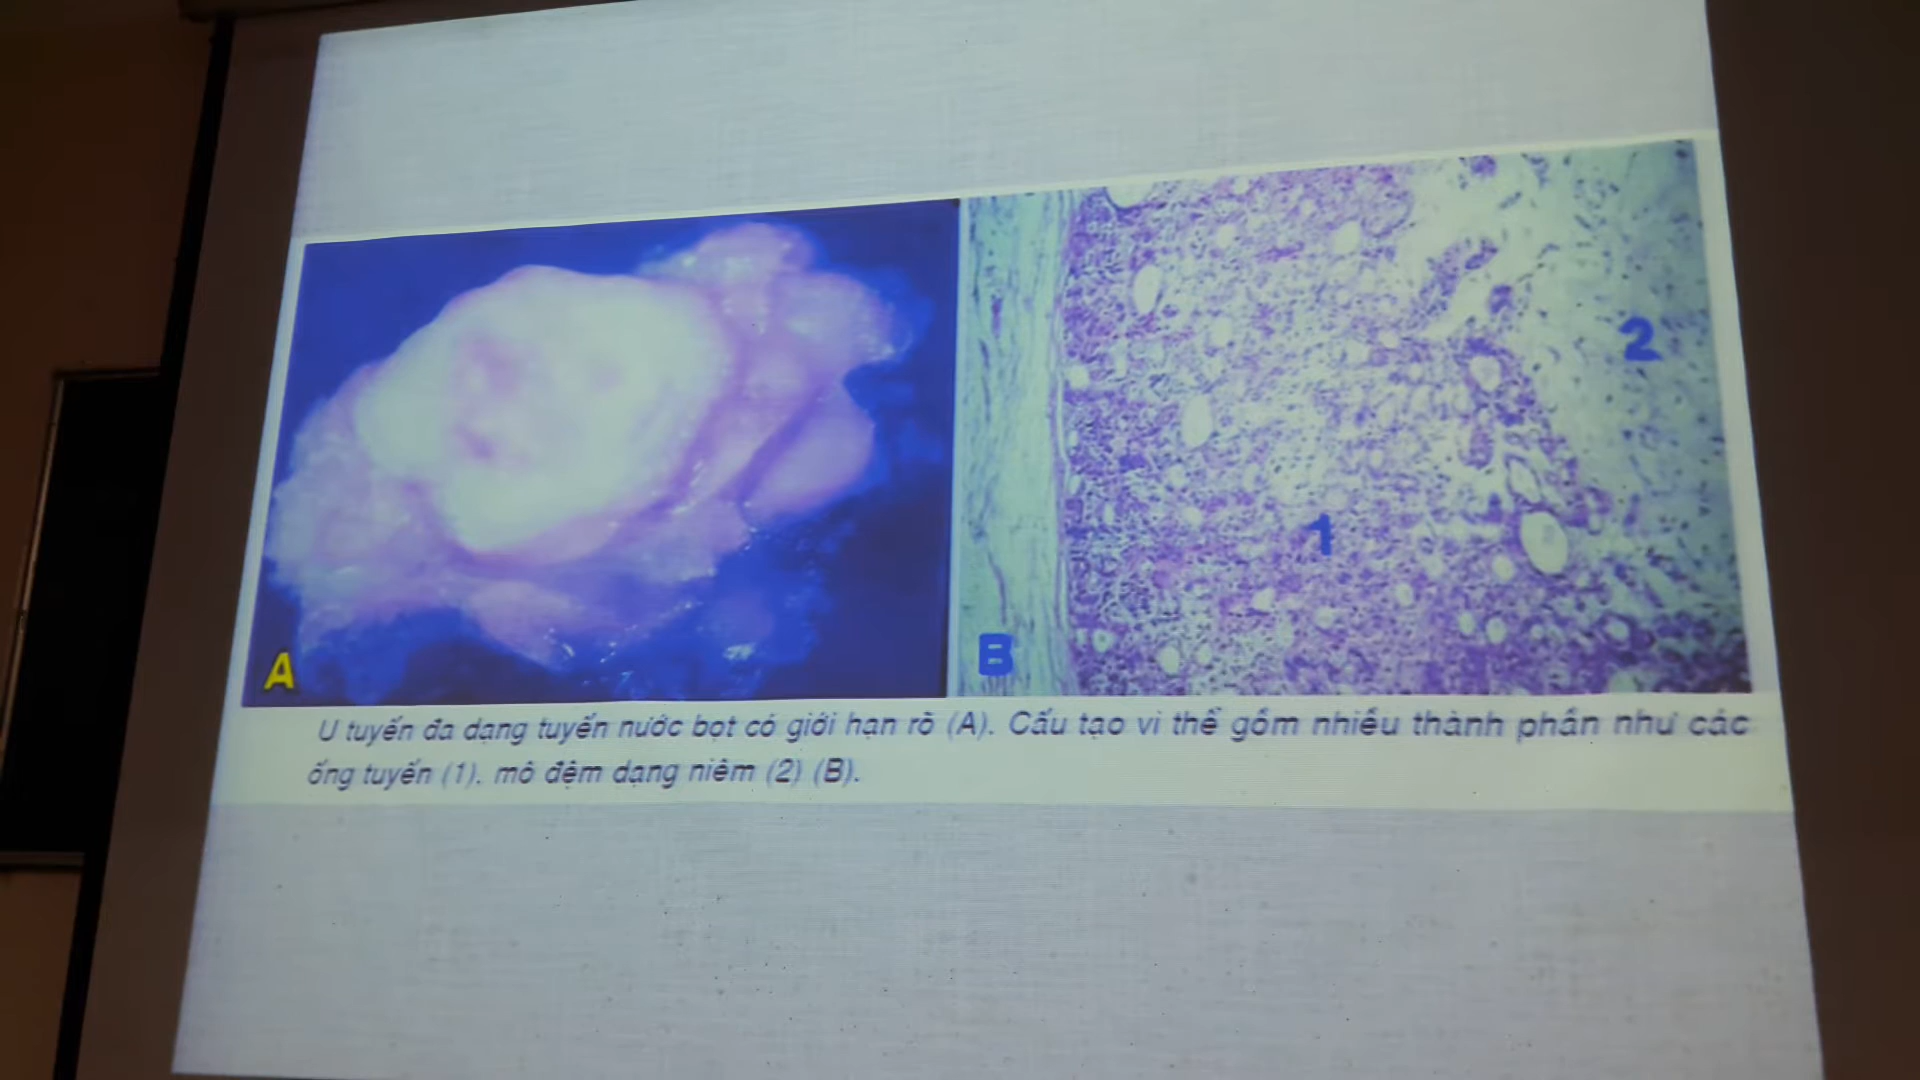 2
1
A
B
U tuyến đa dạng tuyến nước bọt có giới hạn rõ (A). Cấu tạo vi thể gồm nhiều thành phần như các
ống tuyến (1). mô đệm dạng niêm (2) (B).